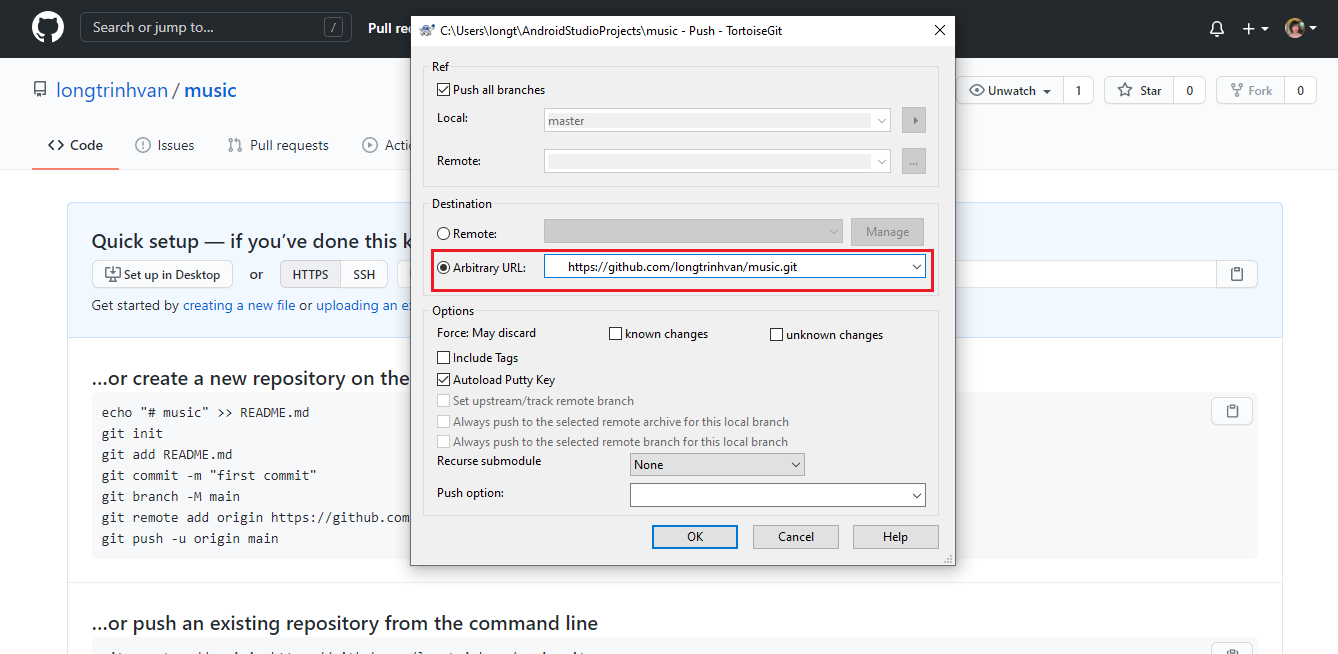 Search or jump to...
/
Pull re
longtrinhvan / music
Unwatch
1
Star
0
Fork
0
Code
Issues
Pull requests
Acti
Quick setup — if you’ve done this k
Set up in Desktop
or
HTTPS
SSH
Get started by creating a new file or uploading an ex
...or create a new repository on the
echo "# music" >> README.md
git init
git add README.md
git commit -m "first commit"
git branch -M main
git remote add origin https://github.com
git push -u origin main
...or push an existing repository from the command line
C:\Users\longt\AndroidStudioProjects\music - Push - TortoiseGit
Ref
Push all branches
Local:
master
Remote:
...
Destination
Remote:
Manage
Arbitrary URL:
https://github.com/longtrinhvan/music.git
Options
Force: May discard
known changes
unknown changes
Include Tags
Autoload Putty Key
Set upstream/track remote branch
Always push to the selected remote archive for this local branch
Always push to the selected remote branch for this local branch
Recurse submodule
None
Push option:
OK
Cancel
Help